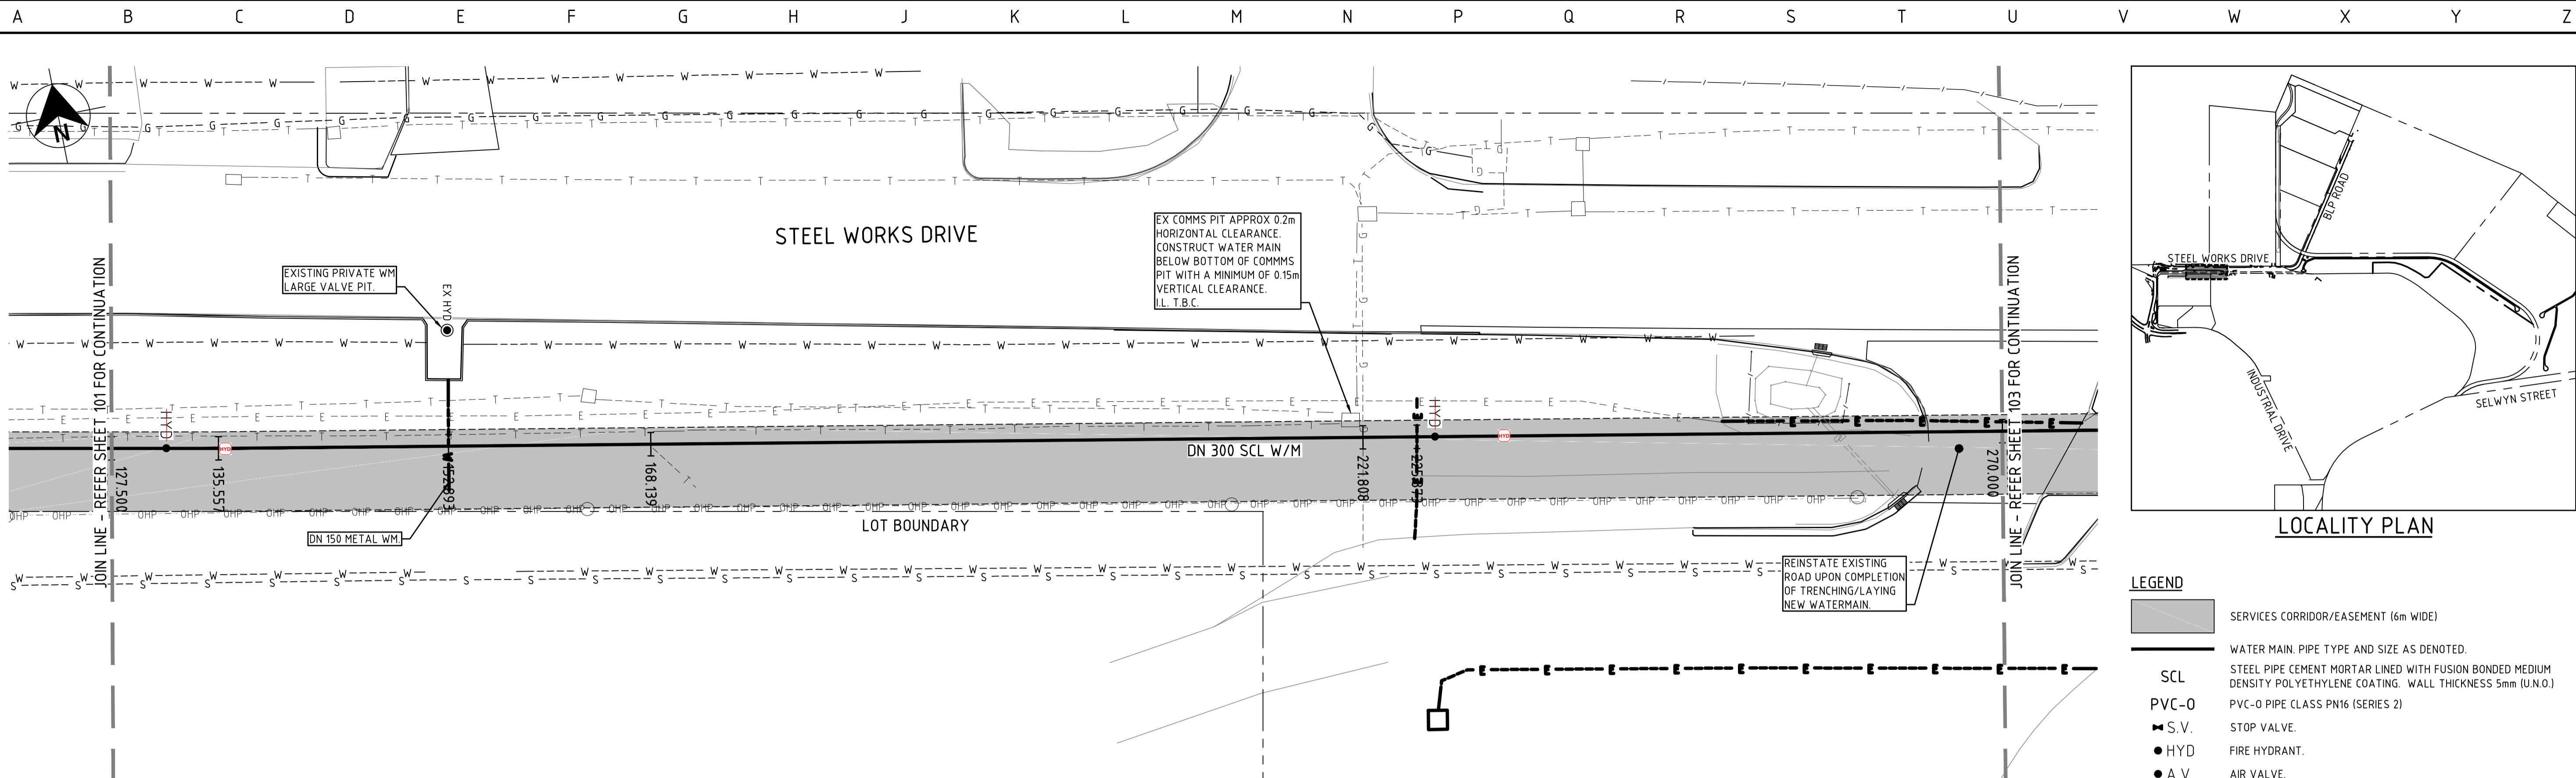 A B C D E F G H J K L M N P Q R S T U V W X Y Z
N
STEEL WORKS DRIVE
EX COMMS PIT APPROX 0.2m
HORIZONTAL CLEARANCE.
CONSTRUCT WATER MAIN
BELOW BOTTOM OF COMMMS
PIT WITH A MINIMUM OF 0.15m
VERTICAL CLEARANCE.
I.L. T.B.C.
EXISTING PRIVATE WM
LARGE VALVE PIT.
EX HYD
JOIN LINE - REFER SHEET 101 FOR CONTINUATION
HYD
HYD
127.500
135.557
168.139
DN 300 SCL W/M
221.808
HYD
HYD
270.000
JOIN LINE - REFER SHEET 103 FOR CONTINUATION
DN 150 METAL WM.
LOT BOUNDARY
REINSTATE EXISTING
ROAD UPON COMPLETION
OF TRENCHING/LAYING
NEW WATERMAIN.
BLP ROAD
STEEL WORKS DRIVE
INDUSTRIAL DRIVE
SELWYN STREET
LOCALITY PLAN
LEGEND
SERVICES CORRIDOR/EASEMENT (6m WIDE)
WATER MAIN. PIPE TYPE AND SIZE AS DENOTED.
SCL STEEL PIPE CEMENT MORTAR LINED WITH FUSION BONDED MEDIUM
DENSITY POLYETHYLENE COATING. WALL THICKNESS 5mm (U.N.O.)
PVC-O PVC-O PIPE CLASS PN16 (SERIES 2)
S.V. STOP VALVE.
HYD FIRE HYDRANT.
A.V. AIR VALVE.